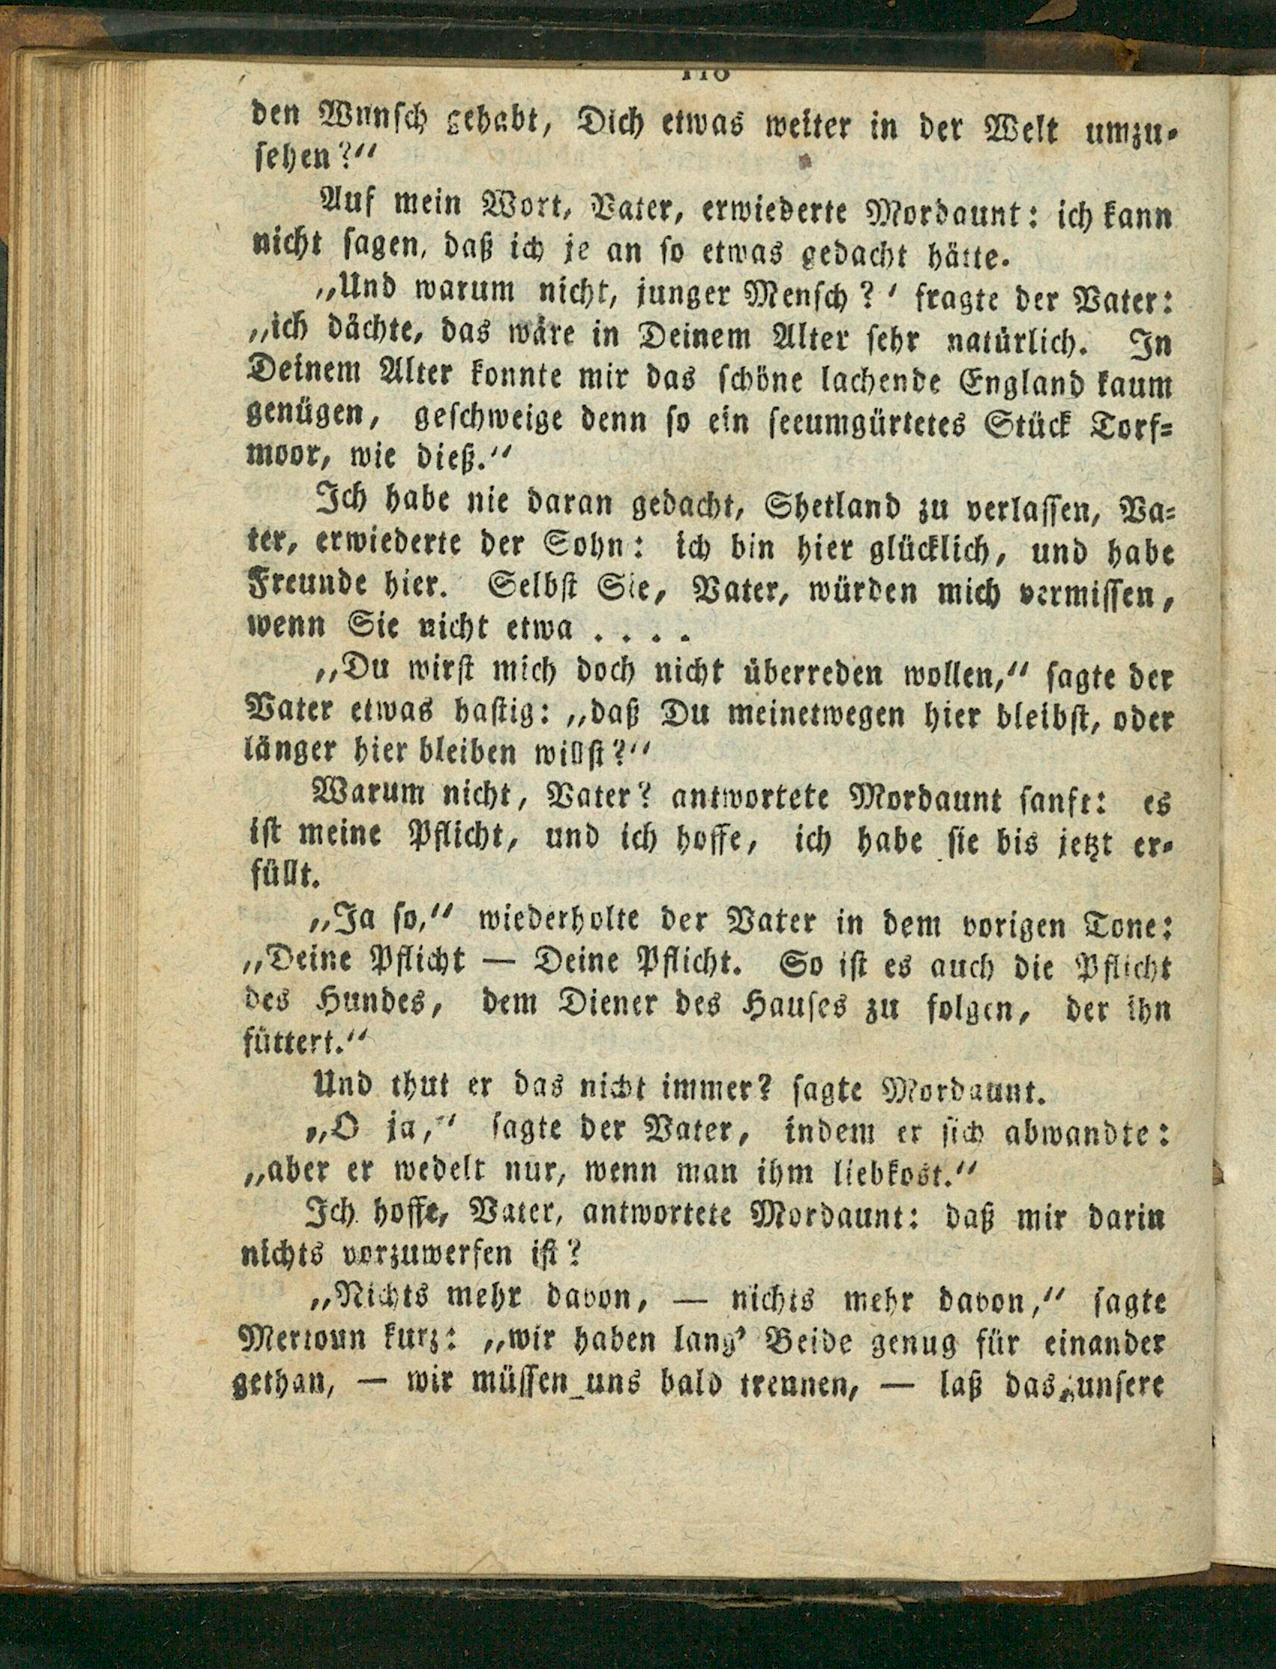 118
den Wunsch gehabt, Dich etwas weiter in der Welt umzu-
sehen?“
Auf mein Wort, Vater, erwiederte Mordaunt: ich kann
nicht sagen, daß ich je an so etwas gedacht hätte.
„Und warum nicht, junger Mensch?‘ fragte der Vater:
„ich dächte, das wäre in Deinem Alter sehr natürlich. In
Deinem Alter konnte mir das schöne lachende England kaum
genügen, geschweige denn so ein seeumgürtetes Stück Torf-
moor, wie dieß.“
Ich habe nie daran gedacht, Shetland zu verlassen, Va-
ter, erwiederte der Sohn: ich bin hier glücklich, und habe
Freunde hier. Selbst Sie, Vater, würden mich vermissen,
wenn Sie nicht etwa . . . .
„Du wirst mich doch nicht überreden wollen,“ sagte der
Vater etwas hastig: „daß Du meinetwegen hier bleibst, oder
länger hier bleiben willst?“
Warum nicht, Vater? antwortete Mordaunt sanft: es
ist meine Pflicht, und ich hoffe, ich habe sie bis jetzt er-
füllt.
„Ja so,“ wiederholte der Vater in dem vorigen Tone:
„Deine Pflicht — Deine Pflicht. So ist es auch die Pflicht
des Hundes, dem Diener des Hauses zu folgen, der ihn
füttert.“
Und thut er das nicht immer? sagte Mordaunt.
„O ja,“ sagte der Vater, indem er sich abwandte:
„aber er wedelt nur, wenn man ihm liebkost.“
Ich hoffe, Vater, antwortete Mordaunt: daß mir darin
nichts vorzuwerfen ist?
„Nichts mehr davon, — nichts mehr davon,“ sagte
Mertoun kurz: „wir haben lang’ Beide genug für einander
gethan, — wir müssen uns bald trennen, — laß das, unsere